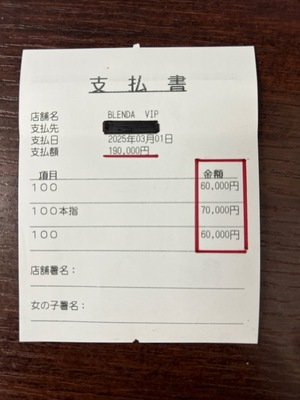 支払書
店舗名 BLENDA VIP
支払先
支払日 2025年03月01日
支払額 190,000円
項目 金額
100 60,000円
100本指 70,000円
100 60,000円
店舗署名：
女の子署名：